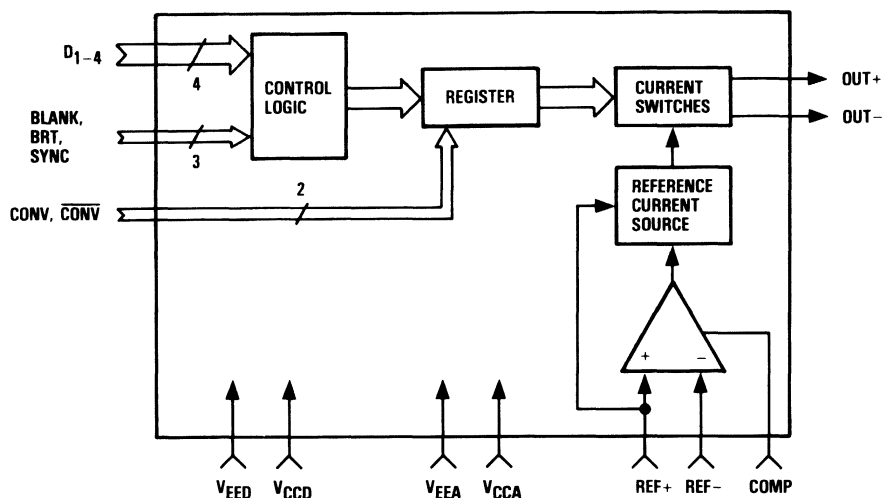 D1–4
4
CONTROL
LOGIC
REGISTER
CURRENT
SWITCHES
OUT+
OUT–
BLANK,
BRT,
SYNC
3
2
CONV, C̅O̅N̅V̅
REFERENCE
CURRENT
SOURCE
+ –
VEED VCCD VEEA VCCA REF+ REF– COMP